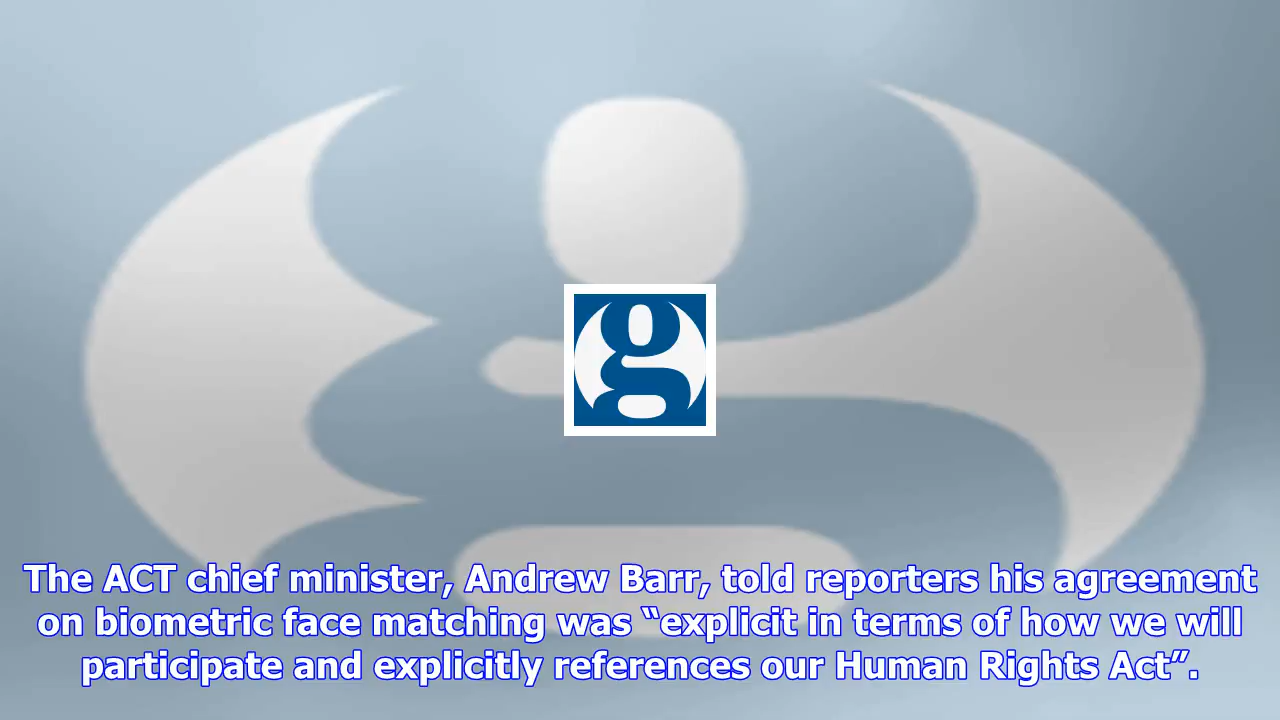 g
The ACT chief minister, Andrew Barr, told reporters his agreement
on biometric face matching was “explicit in terms of how we will
participate and explicitly references our Human Rights Act”.